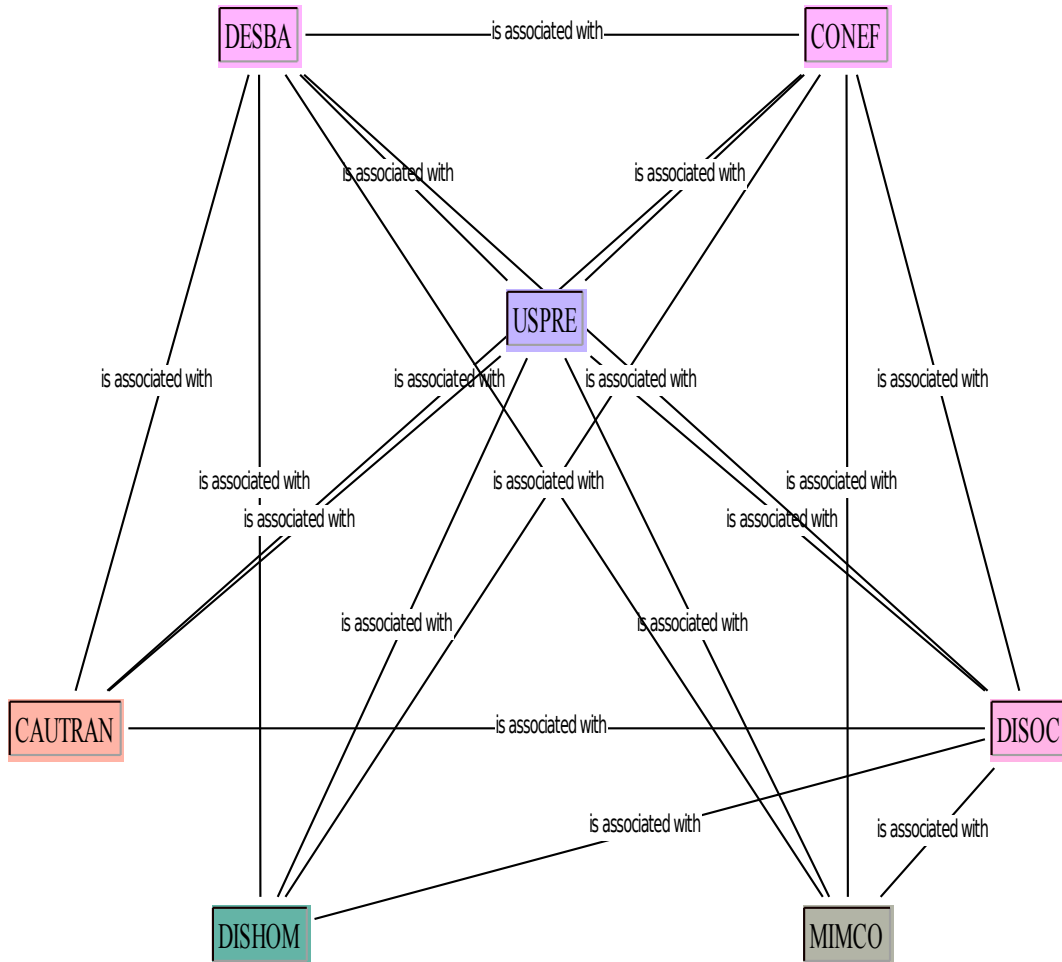 DESBA
is associated with
CONEF
is associated with
is associated with
USPRE
is associated with
is associated with
is associated with
is associated with
is associated with
is associated with
is associated with
is associated with
is associated with
is associated with
is associated with
CAUTRAN
is associated with
DISOC
is associated with
is associated with
DISHOM
MIMCO